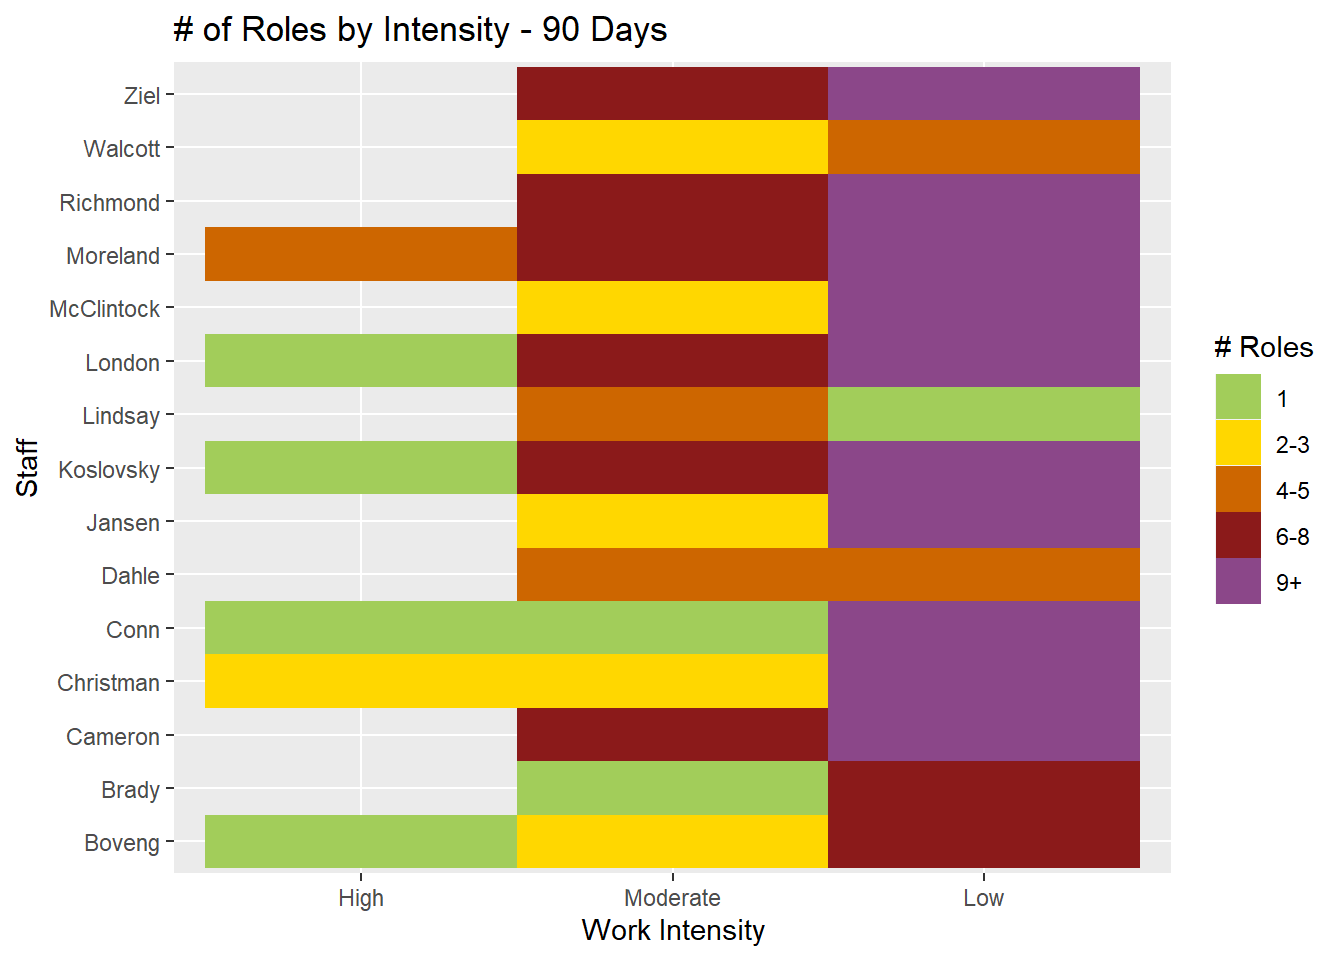 # of Roles by Intensity - 90 Days
Staff
Ziel
Walcott
Richmond
Moreland
McClintock
London
Lindsay
Koslovsky
Jansen
Dahle
Conn
Christman
Cameron
Brady
Boveng
High Moderate Low
Work Intensity
# Roles
1
2-3
4-5
6-8
9+